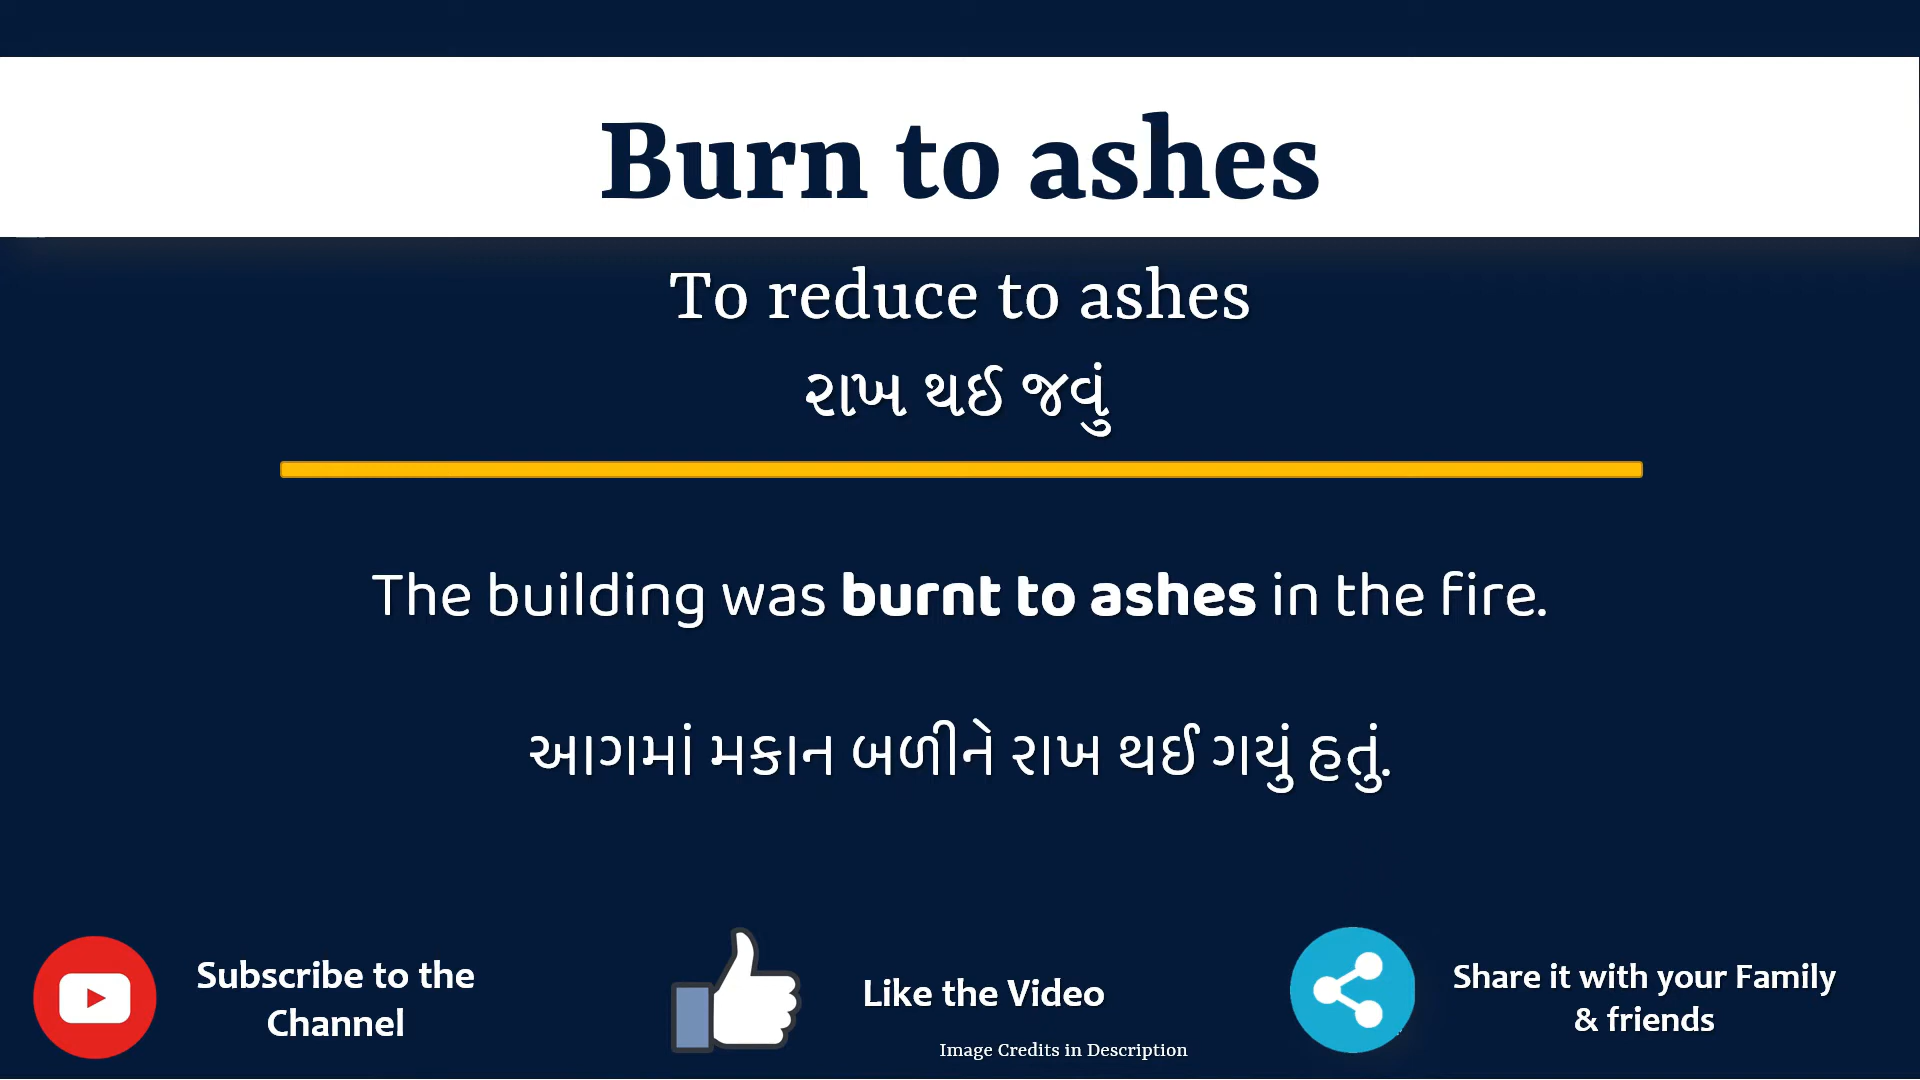 Burn to ashes
To reduce to ashes
રાખ થઈ જવું
The building was burnt to ashes in the fire.
આગમાં મકાન બળીને રાખ થઈ ગયું હતું.
Subscribe to the
Channel
Like the Video
Share it with your Family
& friends
Image Credits in Description